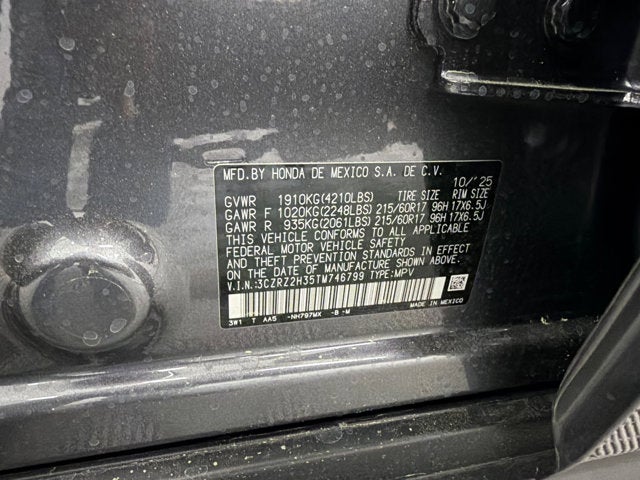 MFD.BY HONDA DE MEXICO S.A. DE C.V.
10/'25
GVWR 1910KG(4210LBS) TIRE SIZE RIM SIZE
GAWR F 1020KG(2248LBS) 215/60R17 96H 17X6.5J
GAWR R 935KG(2061LBS) 215/60R17 96H 17X6.5J
THIS VEHICLE CONFORMS TO ALL APPLICABLE
FEDERAL MOTOR VEHICLE SAFETY
AND THEFT PREVENTION STANDARDS IN EFFECT
ON THE DATE OF MANUFACTURE SHOWN ABOVE.
V.I.N.:3CZRZ2H35TM746799 TYPE:MPV
MADE IN MEXICO
3W1 T AA5 -NH797MX -B -M